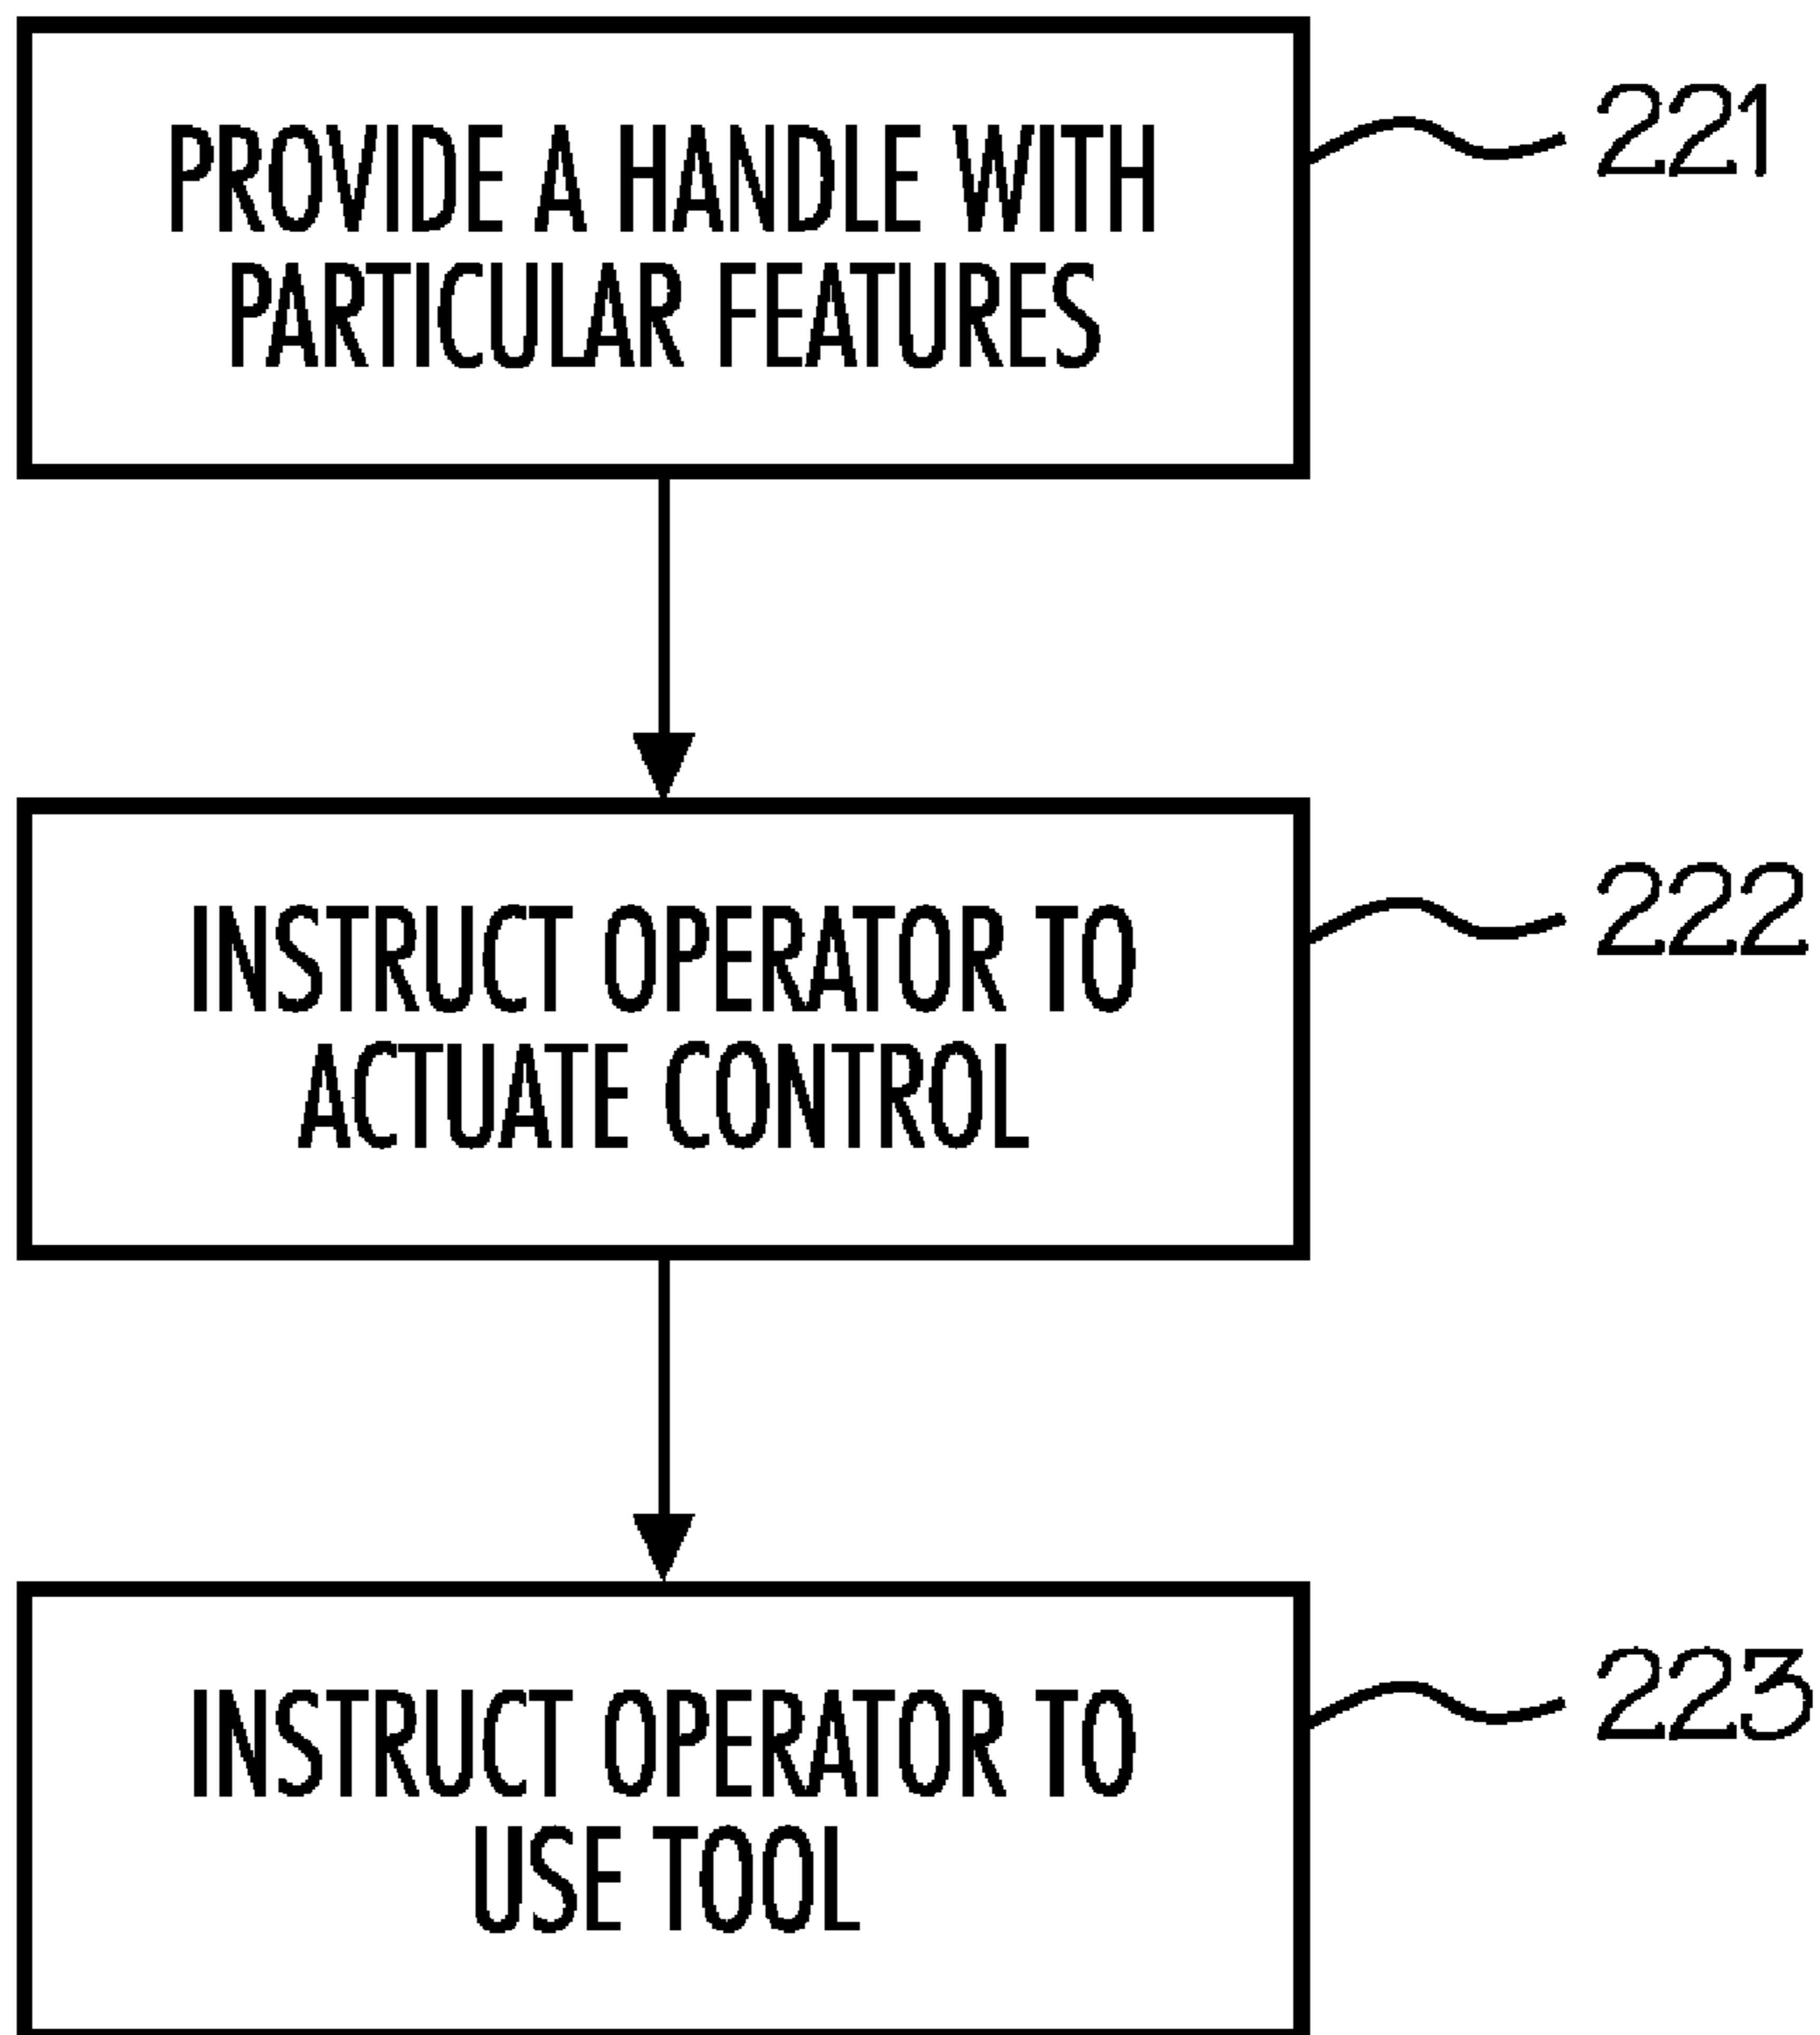 PROVIDE A HANDLE WITH
PARTICULAR FEATURES
221
INSTRUCT OPERATOR TO
ACTUATE CONTROL
222
INSTRUCT OPERATOR TO
USE TOOL
223